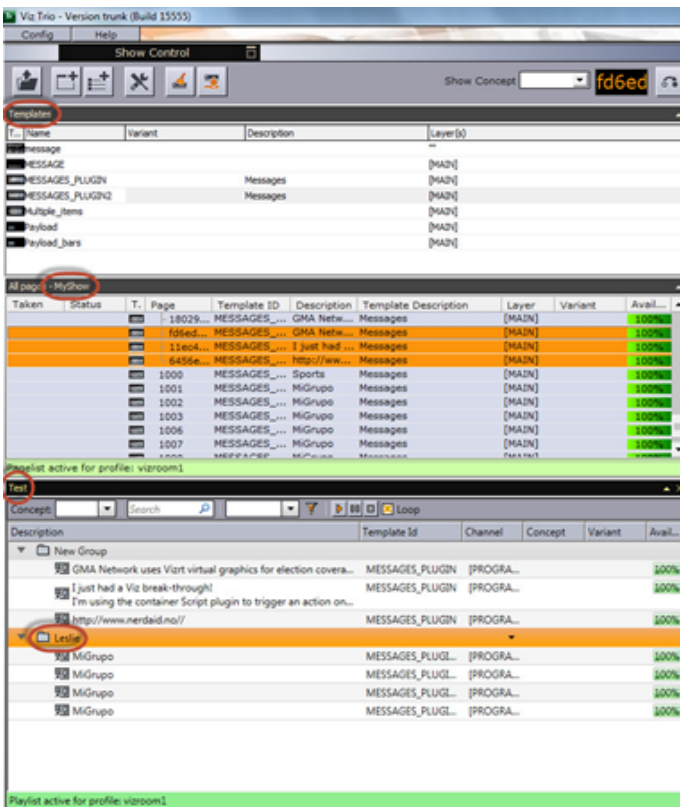 Viz Trio - Version trunk (Build 15555)
Config Help
Show Control
Show Concept fd6ed
Templates
T... Name Variant Description Layer(s)
message ""
MESSAGE [MAIN]
MESSAGES_PLUGIN Messages [MAIN]
MESSAGES_PLUGIN2 Messages [MAIN]
Multiple_items [MAIN]
Payload [MAIN]
Payload_bars [MAIN]
All pages - MyShow
Taken Status T. Page Template ID Description Template Description Layer Variant Avail...
18029... MESSAGES_... GMA Netw... Messages [MAIN] 100%
fd6ed... MESSAGES_... GMA Netw... Messages [MAIN] 100%
11ec4... MESSAGES_... I just had ... Messages [MAIN] 100%
6456e... MESSAGES_... http://ww... Messages [MAIN] 100%
1000 MESSAGES_... Sports Messages [MAIN] 100%
1001 MESSAGES_... MiGrupo Messages [MAIN] 100%
1002 MESSAGES_... MiGrupo Messages [MAIN] 100%
1003 MESSAGES_... MiGrupo Messages [MAIN] 100%
1006 MESSAGES_... MiGrupo Messages [MAIN] 100%
1007 MESSAGES_... MiGrupo Messages [MAIN] 100%
Pagelist active for profile: vizroom1
Test
Concept: Search Loop
Description Template Id Channel Concept Variant Avail...
New Group
GMA Network uses Vizrt virtual graphics for election covera... MESSAGES_PLUGIN [PROGRA... 100%
I just had a Viz break-through!
I'm using the container Script plugin to trigger an action on... MESSAGES_PLUGIN [PROGRA... 100%
http://www.nerdaid.no// MESSAGES_PLUGIN [PROGRA... 100%
Leslie
MiGrupo MESSAGES_PLUGI... [PROGRA... 100%
MiGrupo MESSAGES_PLUGI... [PROGRA... 100%
MiGrupo MESSAGES_PLUGI... [PROGRA... 100%
MiGrupo MESSAGES_PLUGI... [PROGRA... 100%
Playlist active for profile: vizroom1